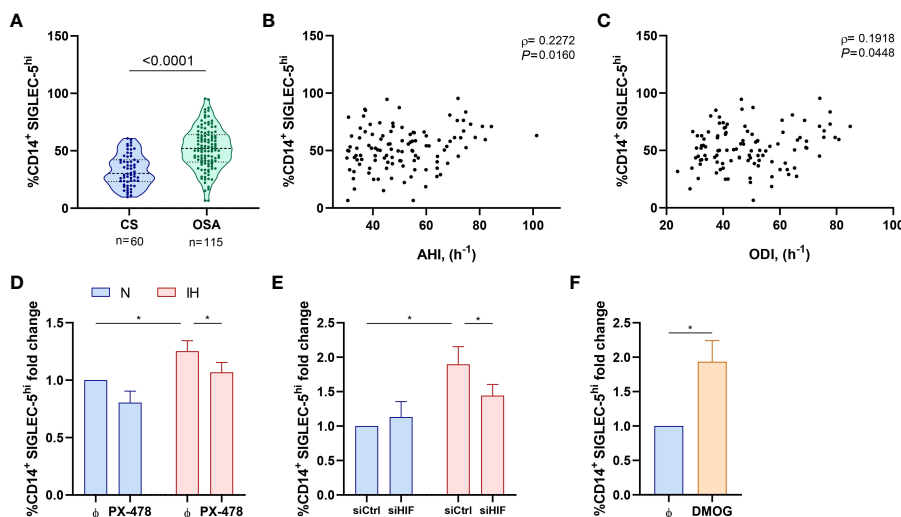 A
%CD14+ SIGLEC-5hi
150
100
50
0
<0.0001
CS
n=60
OSA
n=115
B
%CD14+ SIGLEC-5hi
150
100
50
0
ρ= 0.2272
P=0.0160
40 60 80 100
AHI, (h-1)
C
%CD14+ SIGLEC-5hi
150
100
50
0
ρ= 0.1918
P=0.0448
20 40 60 80 100
ODI, (h-1)
D
N IH
%CD14+ SIGLEC-5hi fold change
1.5
1.0
0.5
0.0
* *
ϕ PX-478 ϕ PX-478
E
%CD14+ SIGLEC-5hi fold change
2.5
2.0
1.5
1.0
0.5
0.0
* *
siCtrl siHIF siCtrl siHIF
F
%CD14+ SIGLEC-5hi fold change
2.5
2.0
1.5
1.0
0.5
0.0
*
ϕ DMOG